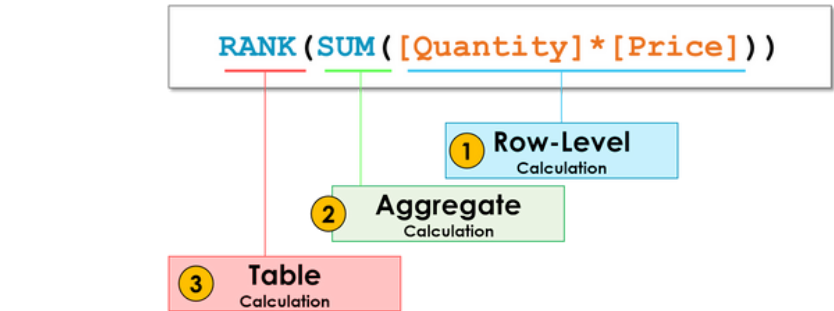 RANK(SUM([Quantity]*[Price]))
1 Row-Level
Calculation
2 Aggregate
Calculation
3 Table
Calculation